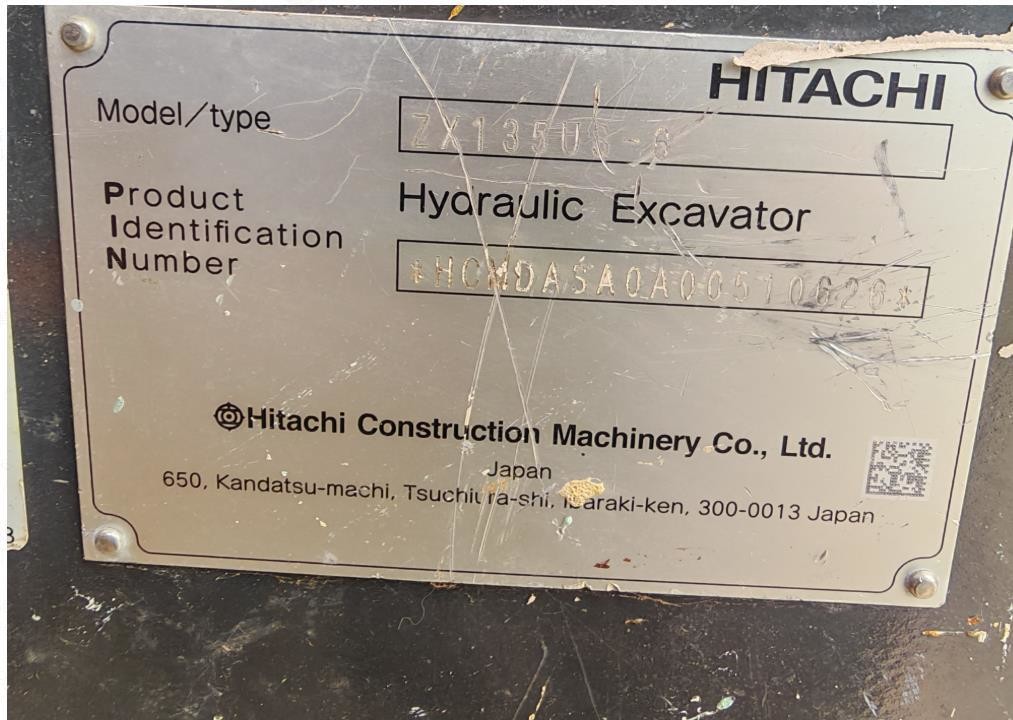 HITACHI
Model/type ZX135US-6
Hydraulic Excavator
Product
Identification
Number *HCMDASA0A00510626*
Hitachi Construction Machinery Co., Ltd.
Japan
650, Kandatsu-machi, Tsuchiura-shi, Ibaraki-ken, 300-0013 Japan